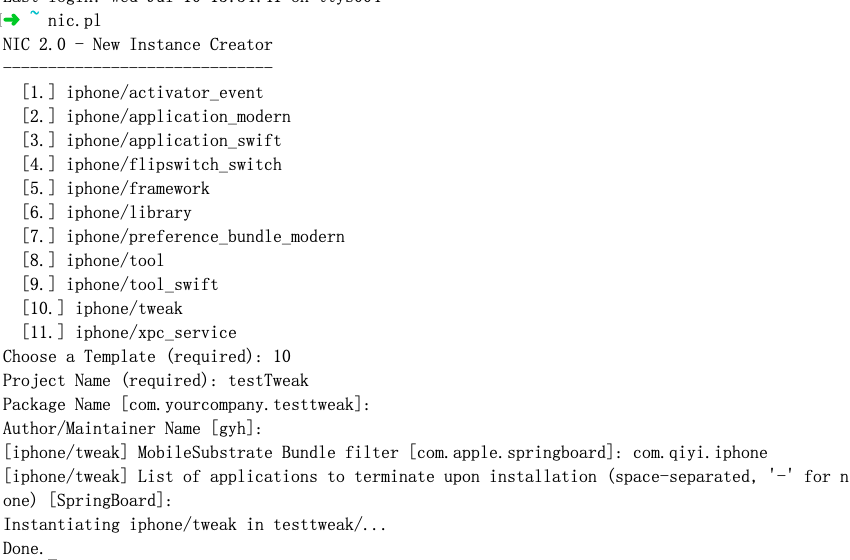 ➜ ~ nic.pl
NIC 2.0 - New Instance Creator
------------------------------
[1.] iphone/activator_event
[2.] iphone/application_modern
[3.] iphone/application_swift
[4.] iphone/flipswitch_switch
[5.] iphone/framework
[6.] iphone/library
[7.] iphone/preference_bundle_modern
[8.] iphone/tool
[9.] iphone/tool_swift
[10.] iphone/tweak
[11.] iphone/xpc_service
Choose a Template (required): 10
Project Name (required): testTweak
Package Name [com.yourcompany.testtweak]:
Author/Maintainer Name [gyh]:
[iphone/tweak] MobileSubstrate Bundle filter [com.apple.springboard]: com.qiyi.iphone
[iphone/tweak] List of applications to terminate upon installation (space-separated, '-' for n
one) [SpringBoard]:
Instantiating iphone/tweak in testtweak/...
Done.